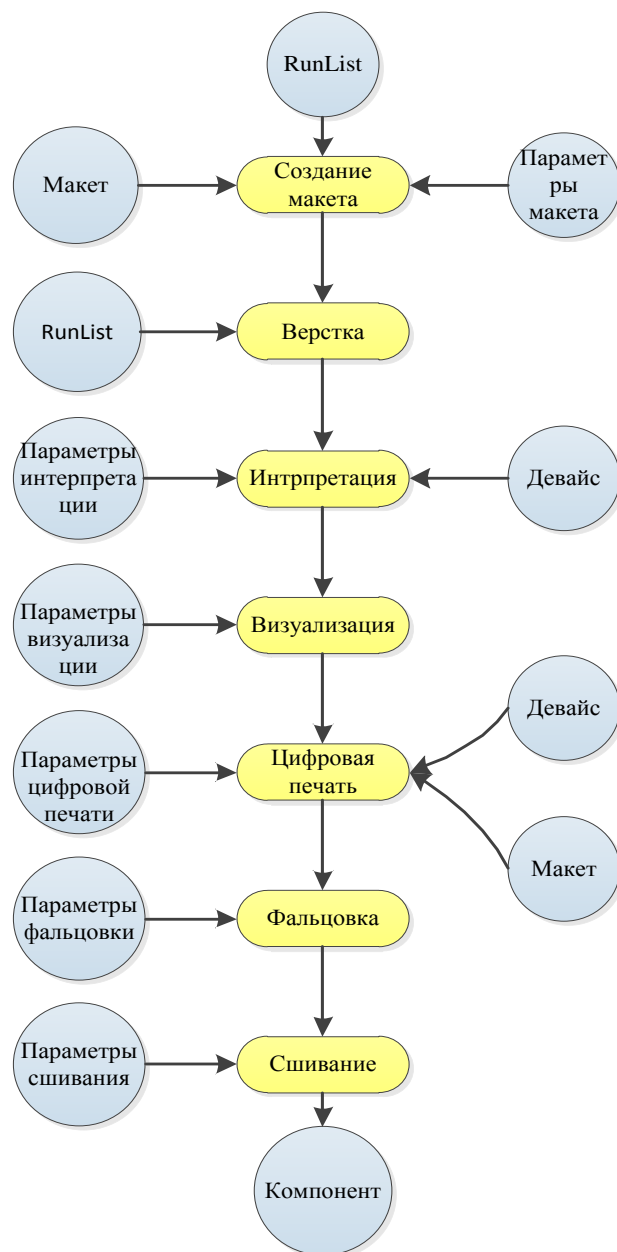 RunList
Макет
Создание
макета
Парамет
ры
макета
RunList
Верстка
Параметры
интерпрета
ции
Интрпретация
Девайс
Параметры
визуализа
ции
Визуализация
Параметры
цифровой
печати
Цифровая
печать
Девайс
Макет
Параметры
фальцовки
Фальцовка
Параметры
сшивания
Сшивание
Компонент